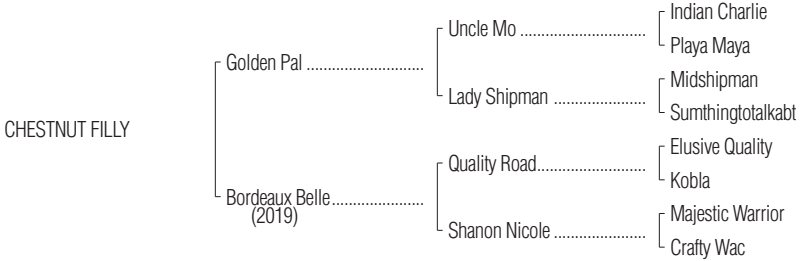 Indian Charlie
Uncle Mo ..............................
Playa Maya
Golden Pal ............................
Midshipman
Lady Shipman ......................
Sumthingtotalkabt
CHESTNUT FILLY
Elusive Quality
Quality Road..........................
Kobla
Bordeaux Belle......................
(2019)
Majestic Warrior
Shanon Nicole ......................
Crafty Wac